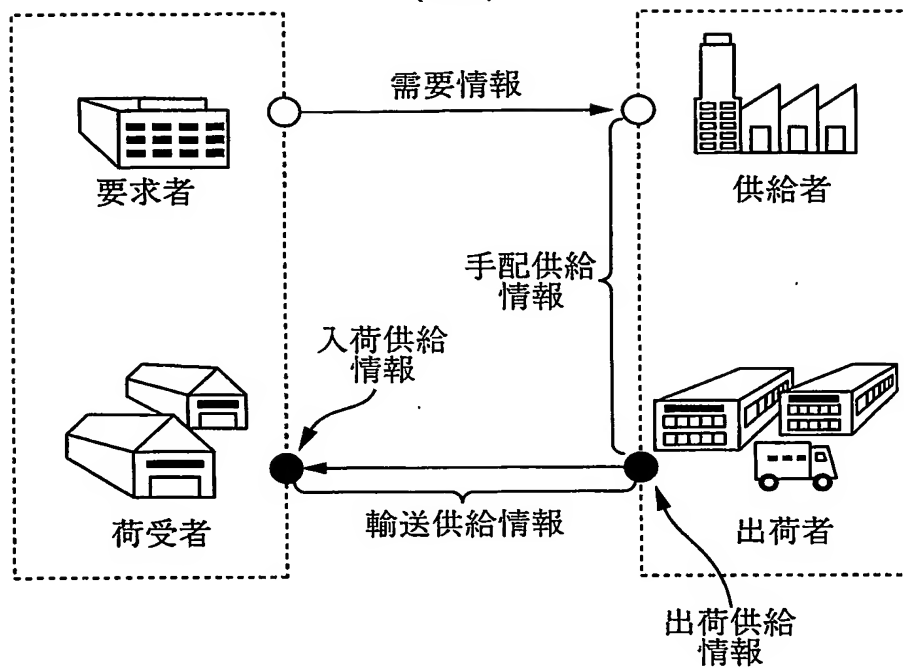 需要情報
要求者
供給者
手配供給
情報
入荷供給
情報
荷受者
輸送供給情報
出荷者
出荷供給
情報